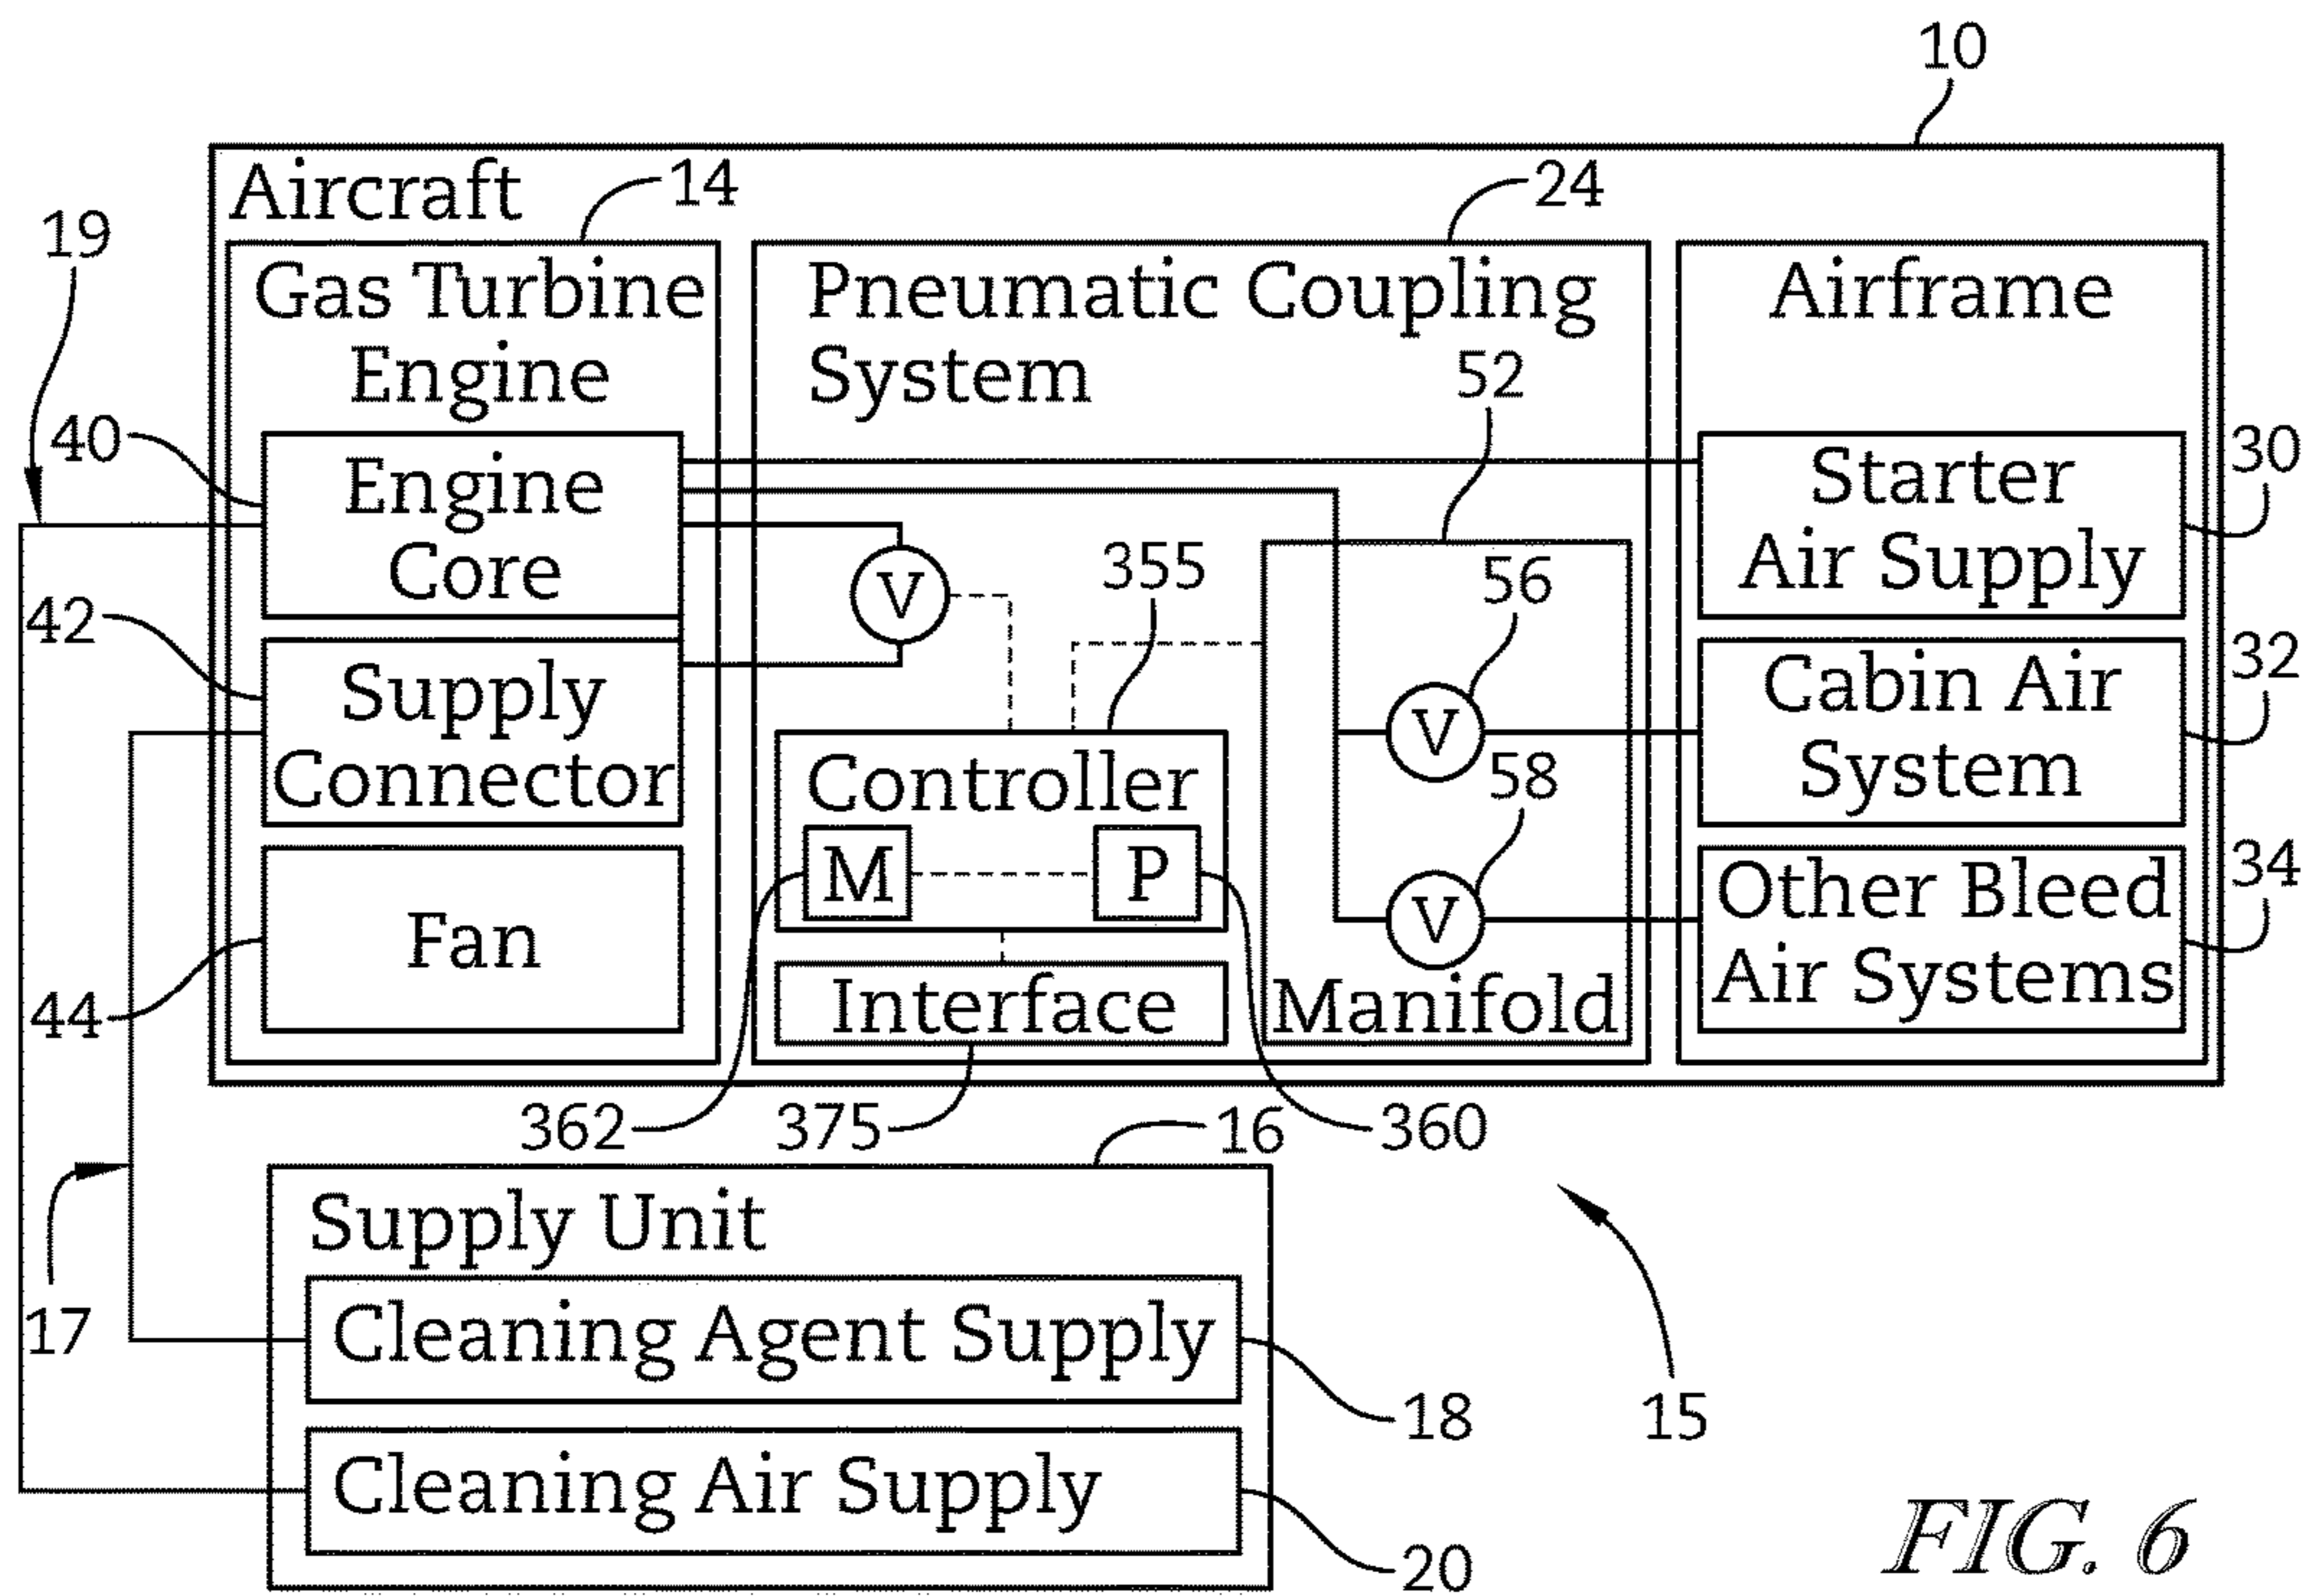 10
Aircraft
14
24
19
Gas Turbine
Engine
Pneumatic Coupling
System
52
Airframe
40
Engine
Core
Starter
Air Supply
30
42
V
355
56
Supply
Connector
Controller
M
P
V
58
Cabin Air
System
32
44
Fan
Interface
V
Manifold
Other Bleed
Air Systems
34
362
375
16
360
17
Supply Unit
Cleaning Agent Supply
18
15
Cleaning Air Supply
20
FIG. 6